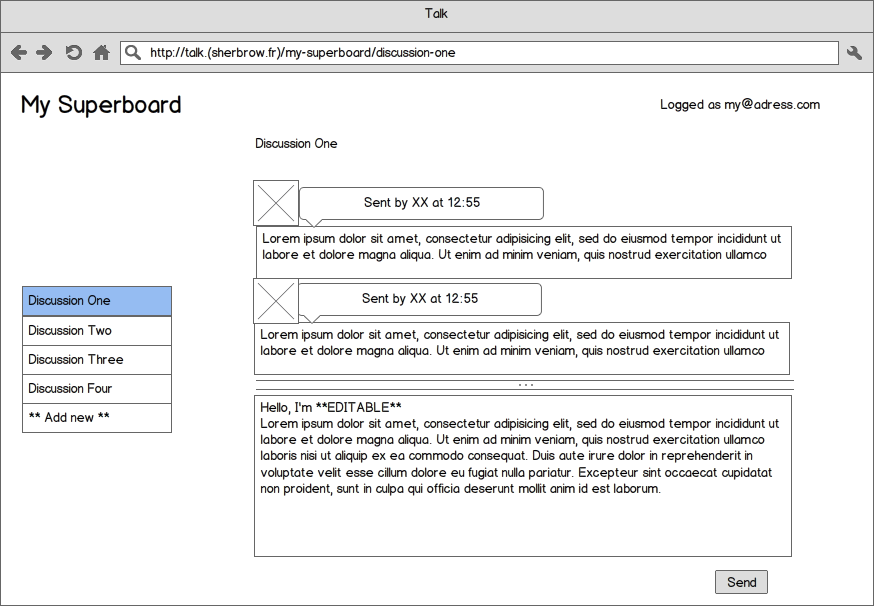 Talk
http://talk.(sherbrow.fr)/my-superboard/discussion-one
My Superboard
Logged as my@adress.com
Discussion One
Sent by XX at 12:55
Lorem ipsum dolor sit amet, consectetur adipisicing elit, sed do eiusmod tempor incididunt ut
labore et dolore magna aliqua. Ut enim ad minim veniam, quis nostrud exercitation ullamco
Sent by XX at 12:55
Lorem ipsum dolor sit amet, consectetur adipisicing elit, sed do eiusmod tempor incididunt ut
labore et dolore magna aliqua. Ut enim ad minim veniam, quis nostrud exercitation ullamco
Discussion One
Discussion Two
Discussion Three
Discussion Four
** Add new **
Hello, I'm **EDITABLE**
Lorem ipsum dolor sit amet, consectetur adipisicing elit, sed do eiusmod tempor incididunt ut
labore et dolore magna aliqua. Ut enim ad minim veniam, quis nostrud exercitation ullamco
laboris nisi ut aliquip ex ea commodo consequat. Duis aute irure dolor in reprehenderit in
voluptate velit esse cillum dolore eu fugiat nulla pariatur. Excepteur sint occaecat cupidatat
non proident, sunt in culpa qui officia deserunt mollit anim id est laborum.
Send